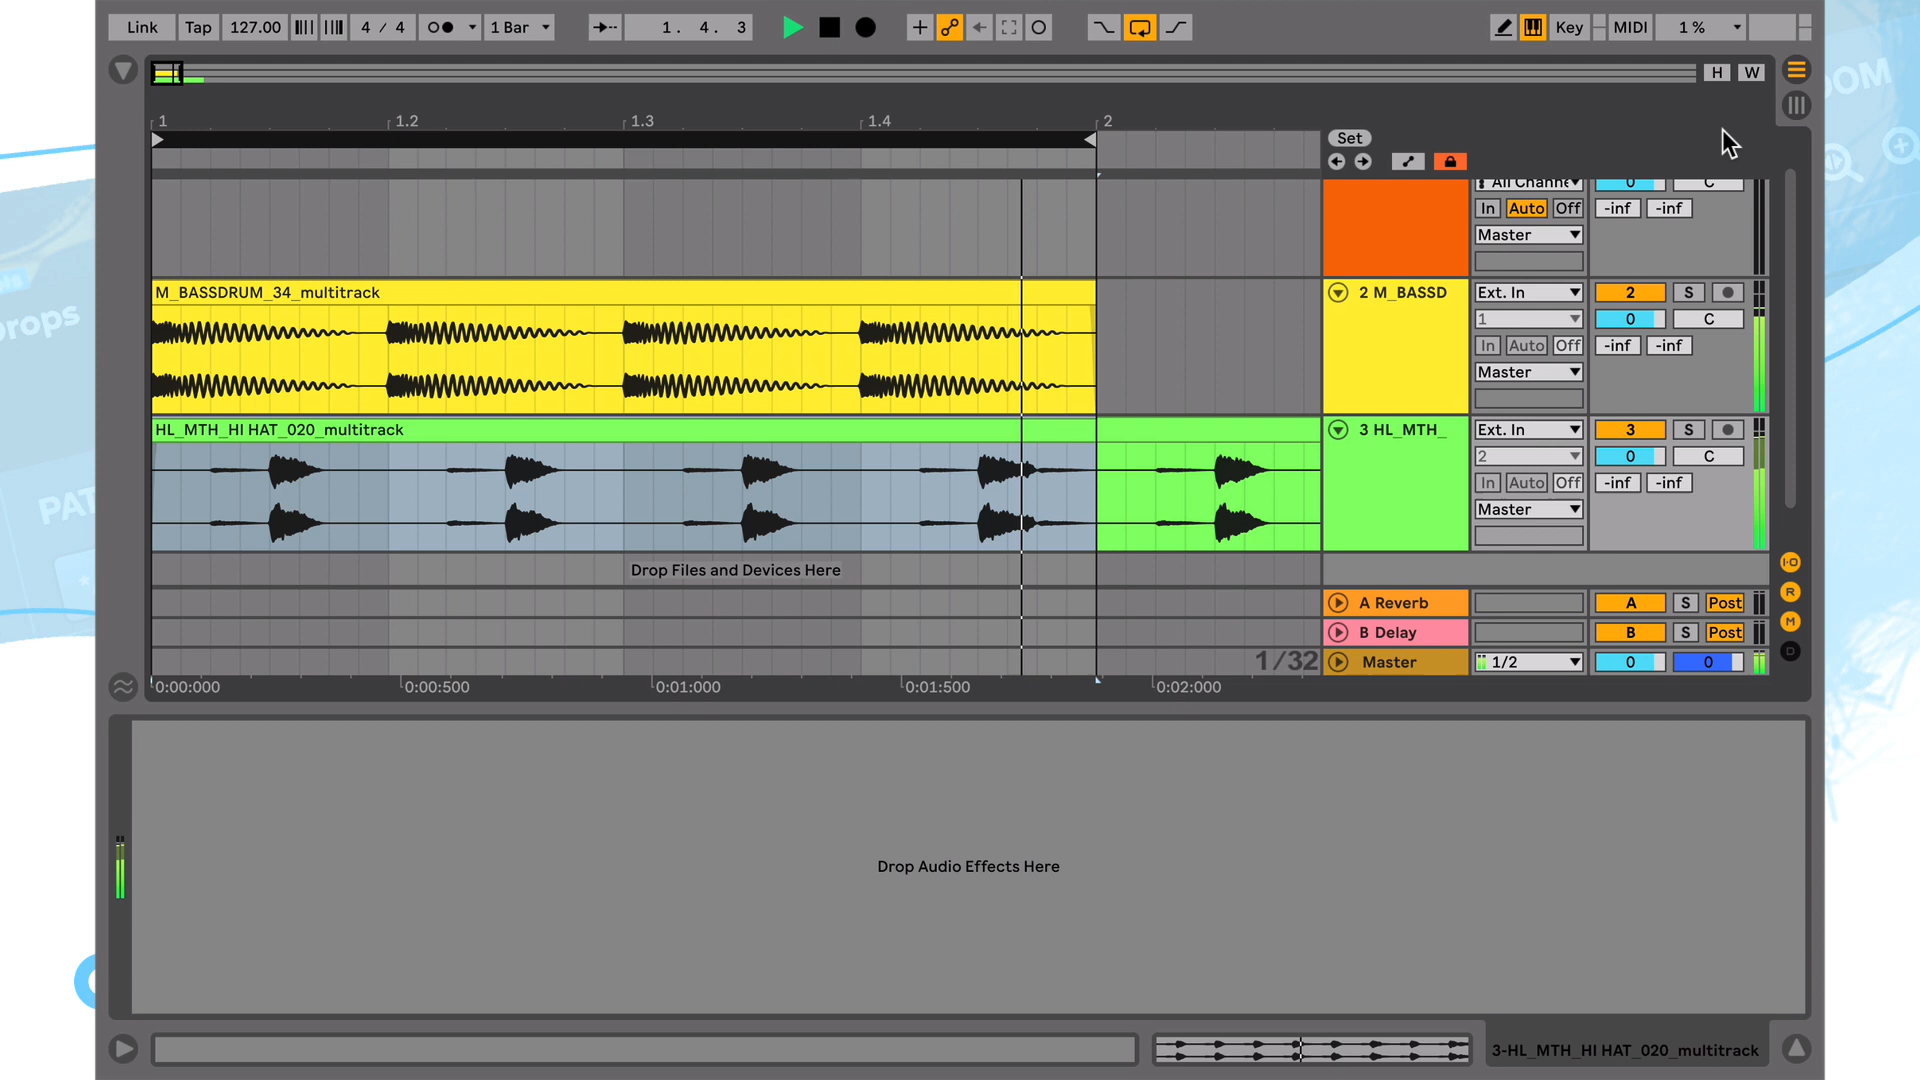 Link Tap 127.00 4 / 4 1 Bar 1. 4. 3 Key MIDI 1 %
H W
1 1.2 1.3 1.4 2
Set
All Channe 0 C
In Auto Off -inf -inf
Master
M_BASSDRUM_34_multitrack 2 M_BASSD Ext. In 2 S
1 0 C
In Auto Off -inf -inf
Master
HL_MTH_HI HAT_020_multitrack 3 HL_MTH_ Ext. In 3 S
2 0 C
In Auto Off -inf -inf
Master
Drop Files and Devices Here
I·O
A Reverb A S Post R
M
B Delay B S Post
1/32 Master 1/2 0 0 D
0:00:000 0:00:500 0:01:000 0:01:500 0:02:000
Drop Audio Effects Here
3-HL_MTH_HI HAT_020_multitrack